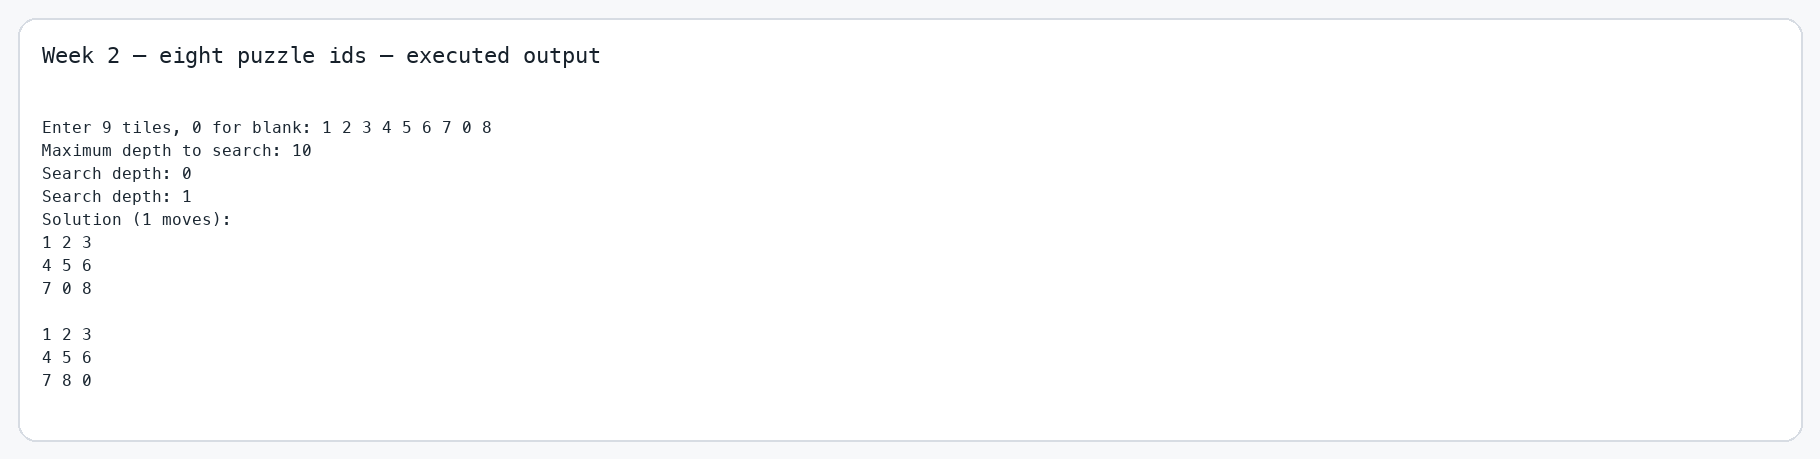 Week 2 — eight puzzle ids — executed output
Enter 9 tiles, 0 for blank: 1 2 3 4 5 6 7 0 8
Maximum depth to search: 10
Search depth: 0
Search depth: 1
Solution (1 moves):
1 2 3
4 5 6
7 0 8
1 2 3
4 5 6
7 8 0